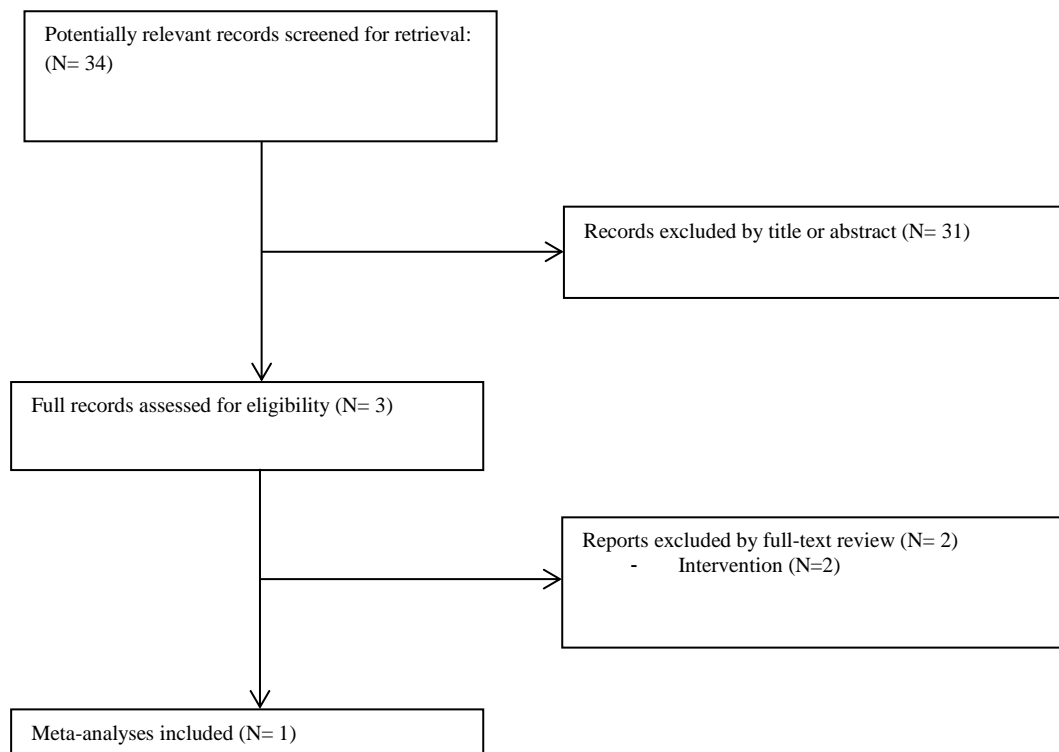 Potentially relevant records screened for retrieval:
(N= 34)
Records excluded by title or abstract (N= 31)
Full records assessed for eligibility (N= 3)
Reports excluded by full-text review (N= 2)
- Intervention (N=2)
Meta-analyses included (N= 1)